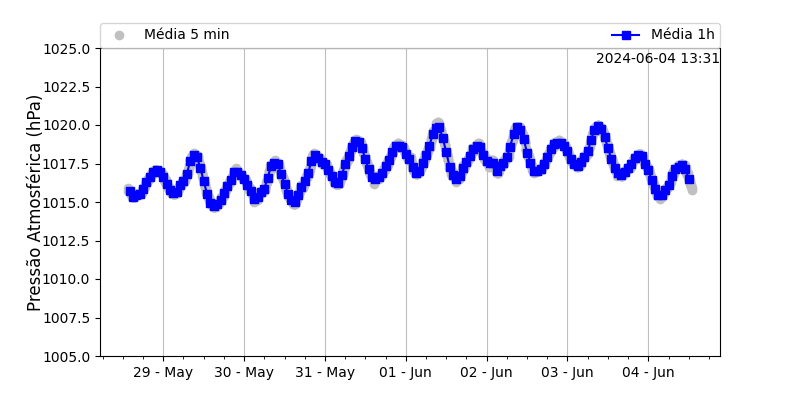 Média 5 min
Média 1h
2024-06-04 13:31
Pressão Atmosférica (hPa)
1025.0
1022.5
1020.0
1017.5
1015.0
1012.5
1010.0
1007.5
1005.0
29 - May
30 - May
31 - May
01 - Jun
02 - Jun
03 - Jun
04 - Jun